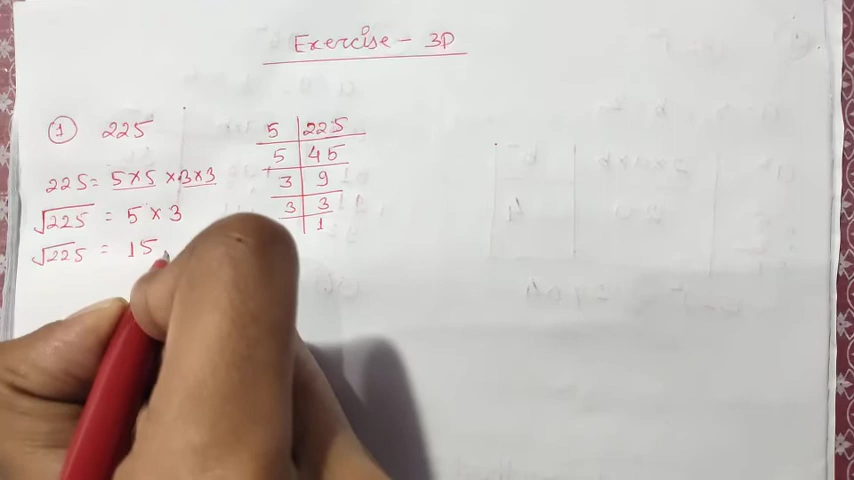 Exercise - 3D
① 225
225 = 5×5 × 3×3
√225 = 5 × 3
√225 = 15
5 | 225
5 | 45
3 | 9
3 | 3
1